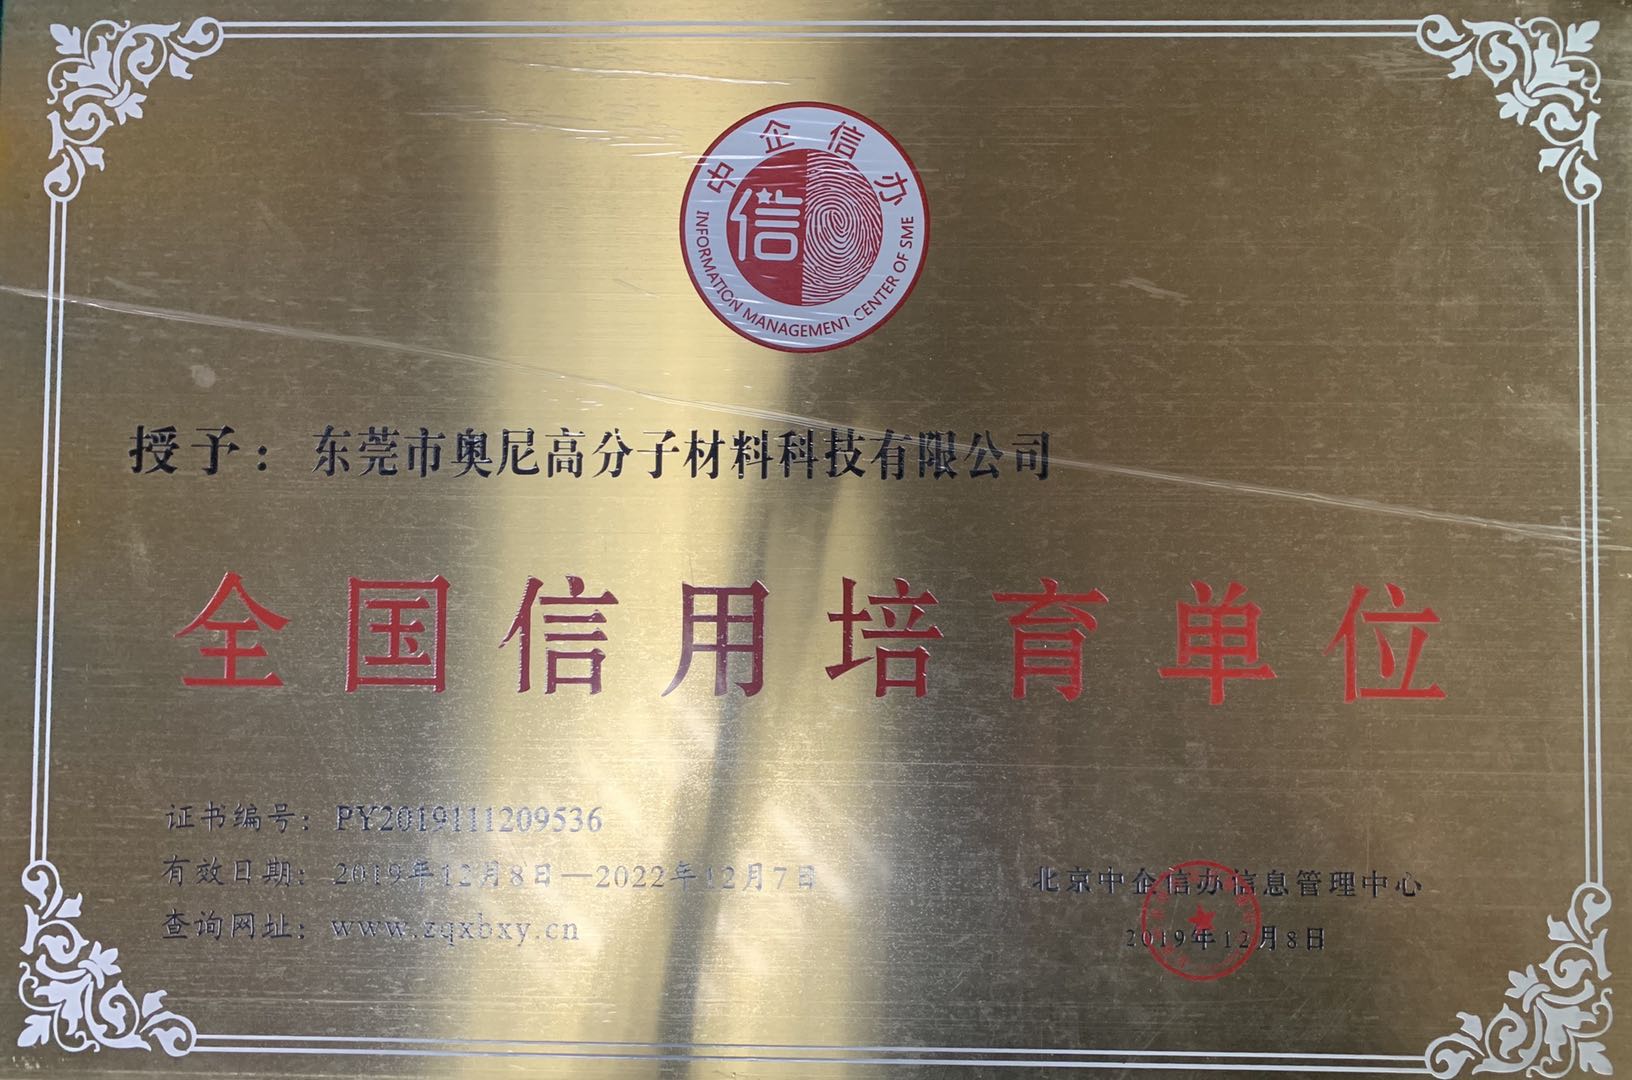 中企信办
信
INFORMATION MANAGEMENT CENTER OF SME
授予：东莞市奥尼高分子材料科技有限公司
全国信用培育单位
证书编号：PY2019111209536
有效日期：2019年12月8日—2022年12月7日
查询网址：www.zqxbxy.cn
北京中企信办信息管理中心
2019年12月8日